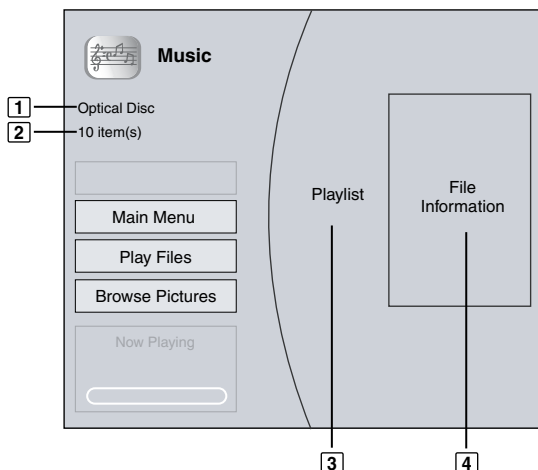 Music
1
Optical Disc
2
10 item(s)
Main Menu
Play Files
Browse Pictures
Now Playing
Playlist
File
Information
3
4